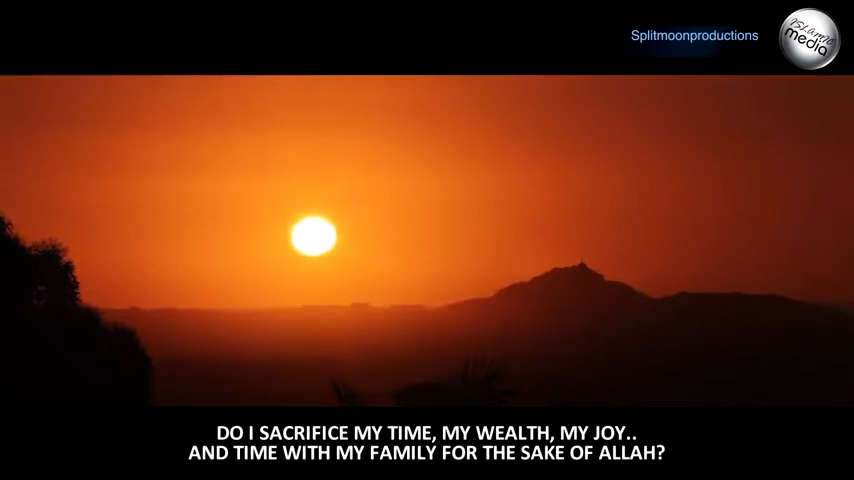 Splitmoonproductions
ISLAMIC
media
DO I SACRIFICE MY TIME, MY WEALTH, MY JOY..
AND TIME WITH MY FAMILY FOR THE SAKE OF ALLAH?